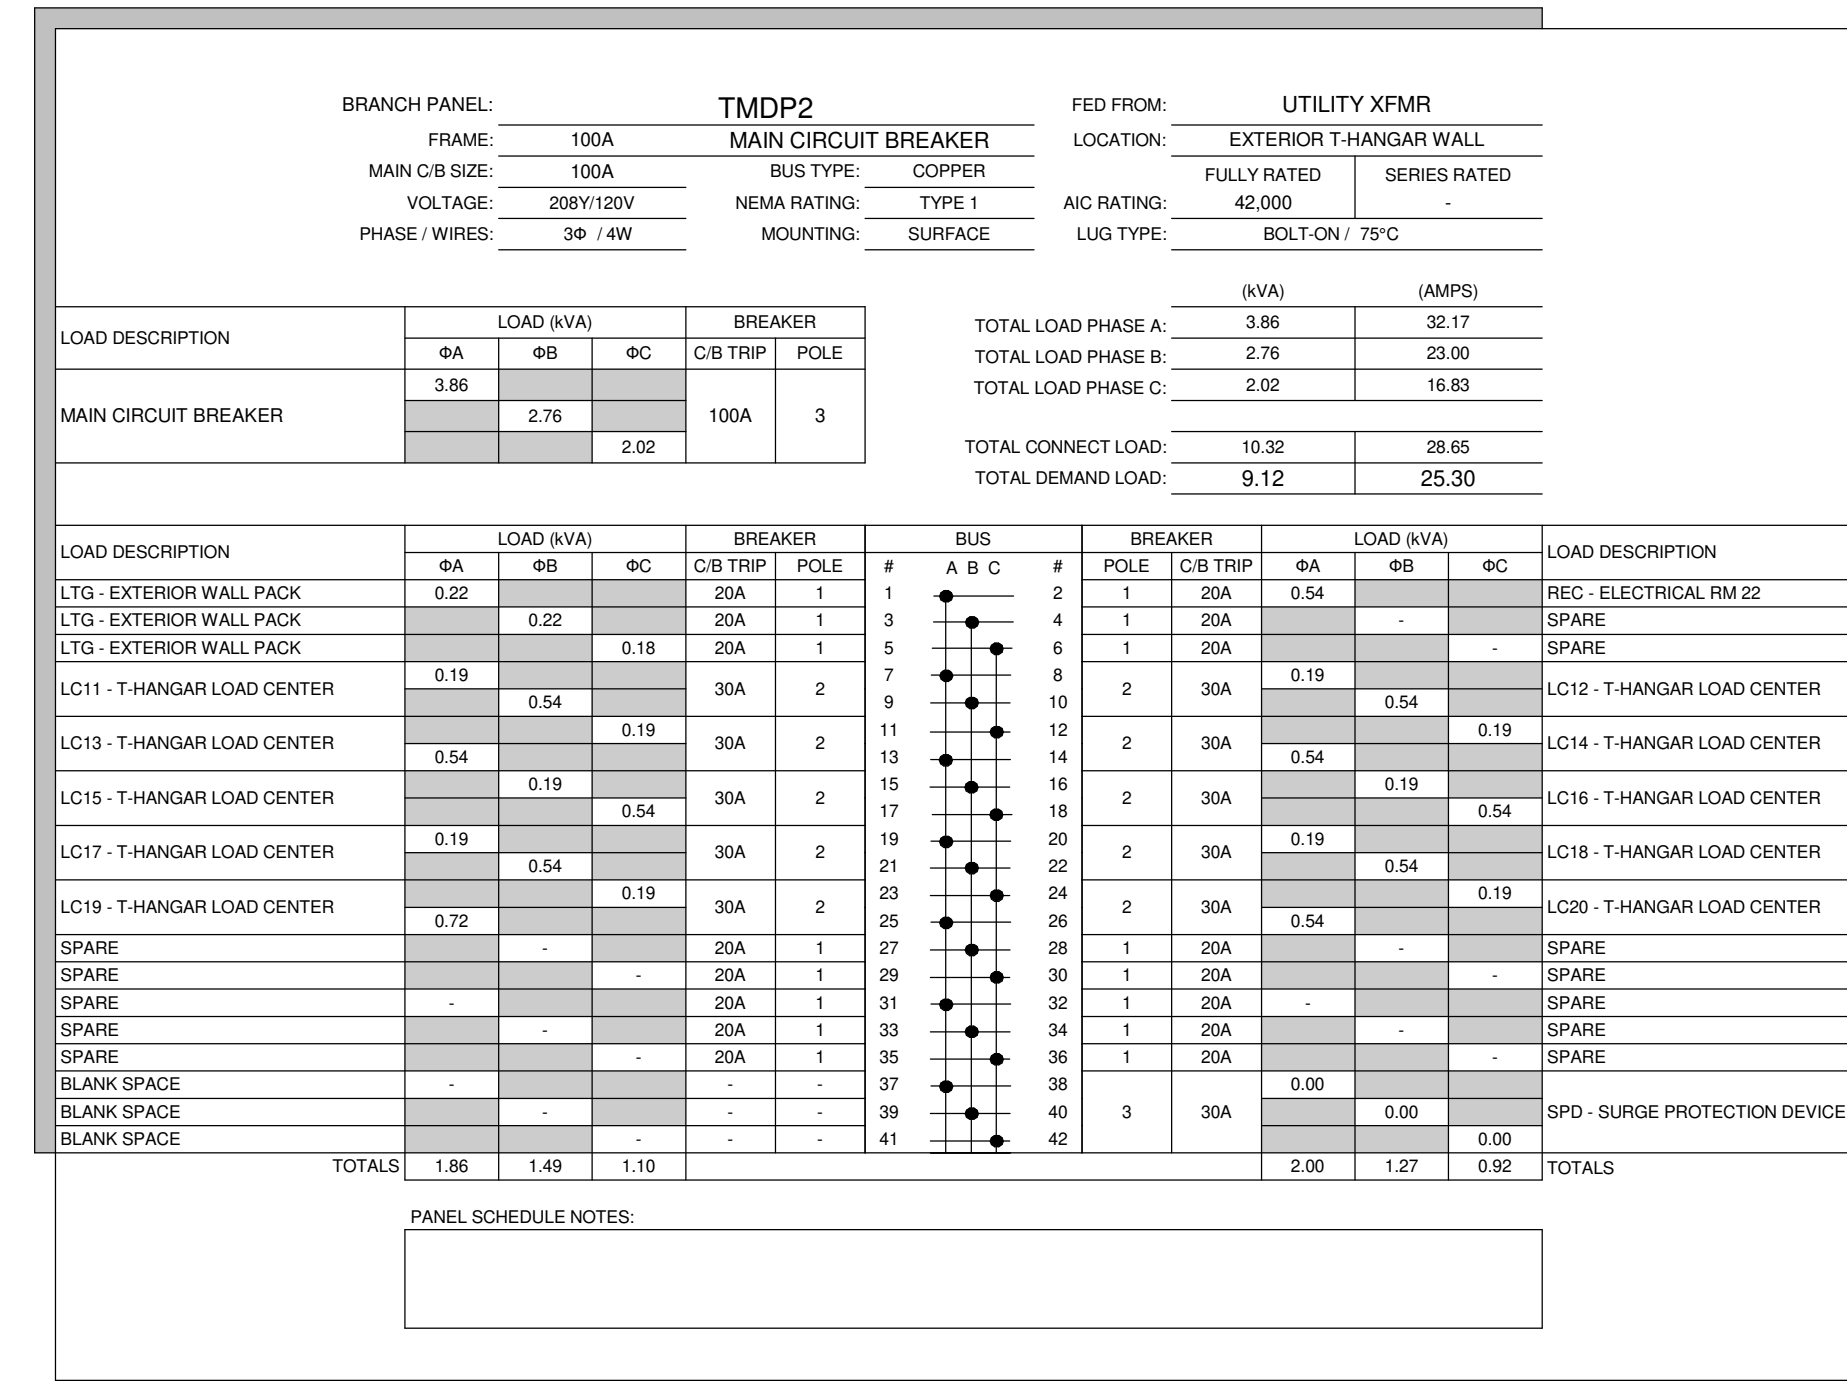 BRANCH PANEL: TMDP2 FED FROM: UTILITY XFMR
FRAME: 100A MAIN CIRCUIT BREAKER LOCATION: EXTERIOR T-HANGAR WALL
MAIN C/B SIZE: 100A BUS TYPE: COPPER FULLY RATED SERIES RATED
VOLTAGE: 208Y/120V NEMA RATING: TYPE 1 AIC RATING: 42,000 -
PHASE / WIRES: 3Φ / 4W MOUNTING: SURFACE LUG TYPE: BOLT-ON / 75°C
(kVA) (AMPS)
LOAD DESCRIPTION LOAD (kVA) BREAKER TOTAL LOAD PHASE A: 3.86 32.17
ΦA ΦB ΦC C/B TRIP POLE TOTAL LOAD PHASE B: 2.76 23.00
3.86 TOTAL LOAD PHASE C: 2.02 16.83
MAIN CIRCUIT BREAKER 2.76 100A 3
2.02 TOTAL CONNECT LOAD: 10.32 28.65
TOTAL DEMAND LOAD: 9.12 25.30
LOAD DESCRIPTION LOAD (kVA) BREAKER BUS BREAKER LOAD (kVA) LOAD DESCRIPTION
ΦA ΦB ΦC C/B TRIP POLE # A B C # POLE C/B TRIP ΦA ΦB ΦC
LTG - EXTERIOR WALL PACK 0.22 20A 1 1 2 1 20A 0.54 REC - ELECTRICAL RM 22
LTG - EXTERIOR WALL PACK 0.22 20A 1 3 4 1 20A - SPARE
LTG - EXTERIOR WALL PACK 0.18 20A 1 5 6 1 20A - SPARE
0.19 7 8 0.19
LC11 - T-HANGAR LOAD CENTER 30A 2 2 30A LC12 - T-HANGAR LOAD CENTER
0.54 9 10 0.54
0.19 11 12 0.19
LC13 - T-HANGAR LOAD CENTER 30A 2 2 30A LC14 - T-HANGAR LOAD CENTER
0.54 13 14 0.54
0.19 15 16 0.19
LC15 - T-HANGAR LOAD CENTER 30A 2 2 30A LC16 - T-HANGAR LOAD CENTER
0.54 17 18 0.54
0.19 19 20 0.19
LC17 - T-HANGAR LOAD CENTER 30A 2 2 30A LC18 - T-HANGAR LOAD CENTER
0.54 21 22 0.54
0.19 23 24 0.19
LC19 - T-HANGAR LOAD CENTER 30A 2 2 30A LC20 - T-HANGAR LOAD CENTER
0.72 25 26 0.54
SPARE - 20A 1 27 28 1 20A - SPARE
SPARE - 20A 1 29 30 1 20A - SPARE
SPARE - 20A 1 31 32 1 20A - SPARE
SPARE - 20A 1 33 34 1 20A - SPARE
SPARE - 20A 1 35 36 1 20A - SPARE
BLANK SPACE - - - 37 38 0.00
BLANK SPACE - - - 39 40 3 30A 0.00 SPD - SURGE PROTECTION DEVICE
BLANK SPACE - - - 41 42 0.00
TOTALS 1.86 1.49 1.10 2.00 1.27 0.92 TOTALS
PANEL SCHEDULE NOTES: